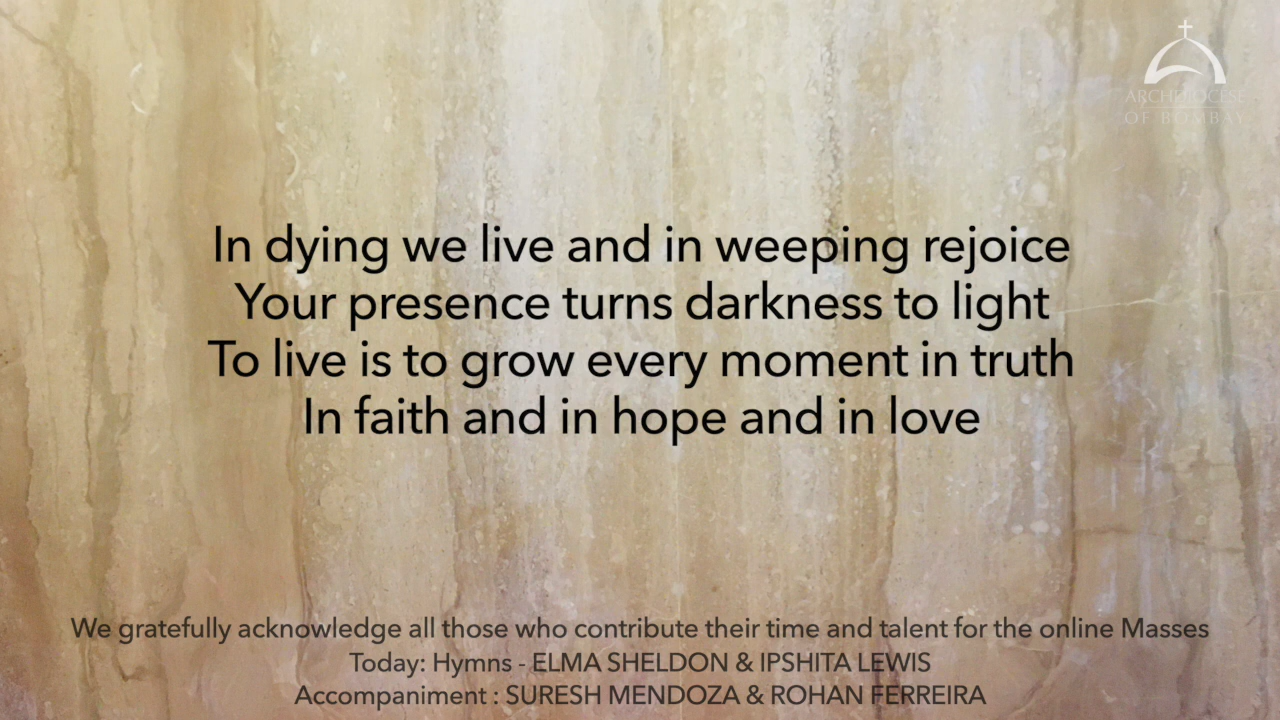 ARCHDIOCESE
OF BOMBAY
In dying we live and in weeping rejoice
Your presence turns darkness to light
To live is to grow every moment in truth
In faith and in hope and in love
We gratefully acknowledge all those who contribute their time and talent for the online Masses
Today: Hymns - ELMA SHELDON & IPSHITA LEWIS
Accompaniment : SURESH MENDOZA & ROHAN FERREIRA